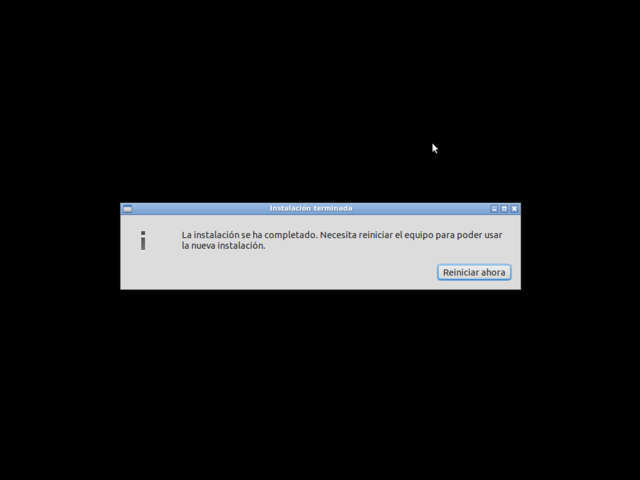 Instalación terminada
La instalación se ha completado. Necesita reiniciar el equipo para poder usar
la nueva instalación.
Reiniciar ahora